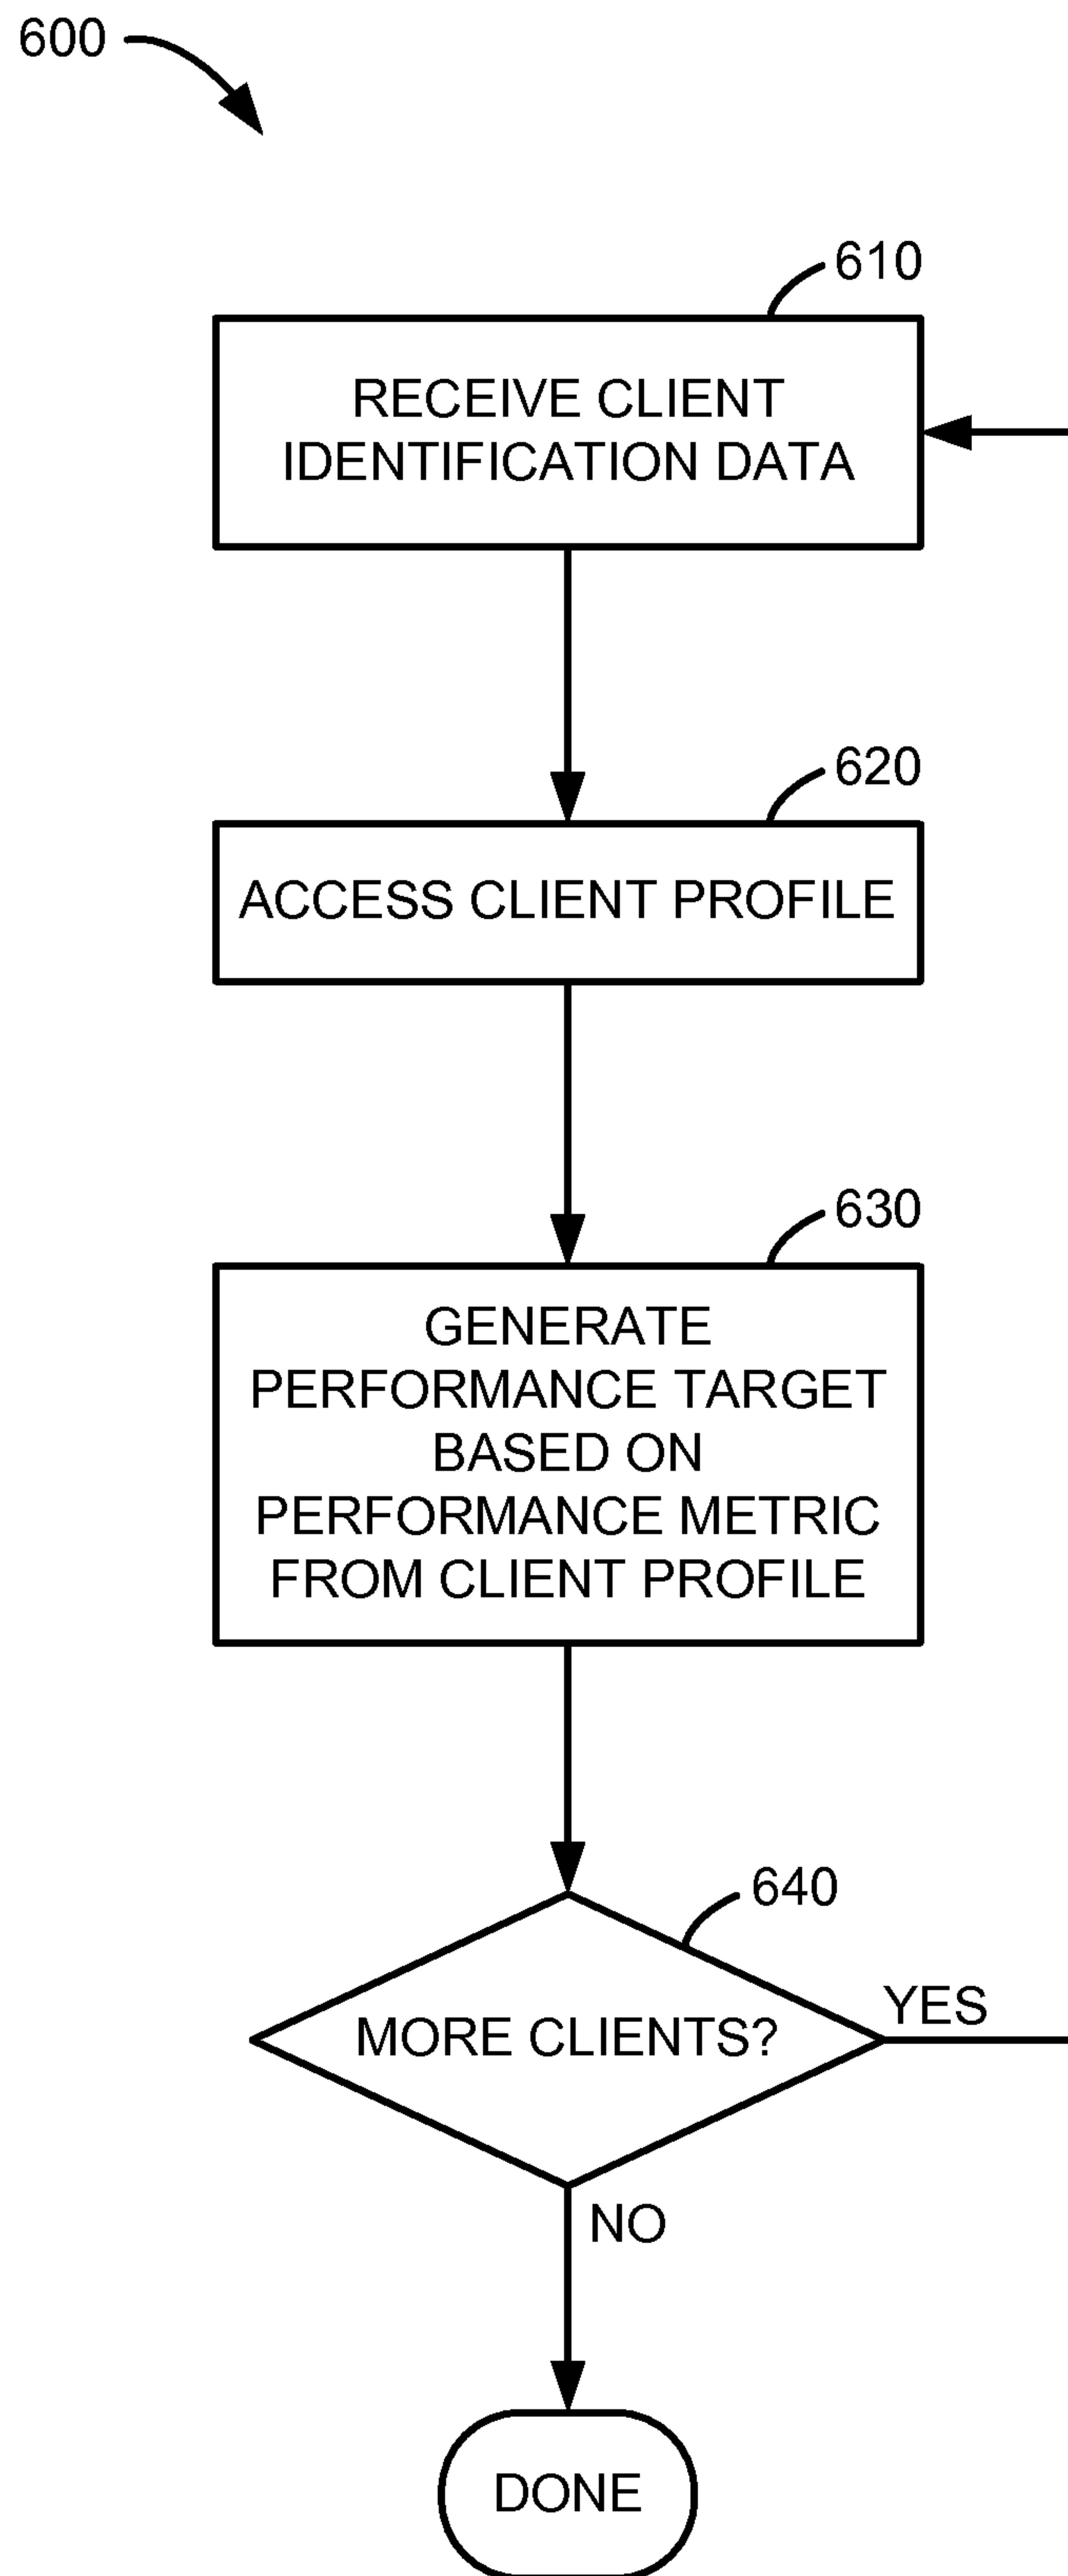 600
610
RECEIVE CLIENT
IDENTIFICATION DATA
620
ACCESS CLIENT PROFILE
630
GENERATE
PERFORMANCE TARGET
BASED ON
PERFORMANCE METRIC
FROM CLIENT PROFILE
640
MORE CLIENTS?
YES
NO
DONE